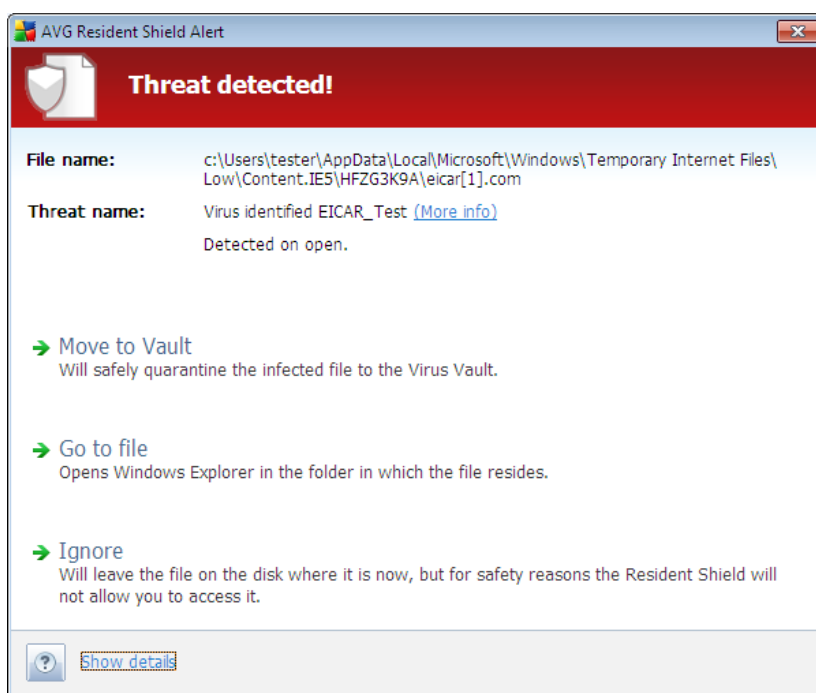 AVG Resident Shield Alert
Threat detected!
File name: c:\Users\tester\AppData\Local\Microsoft\Windows\Temporary Internet Files\
Low\Content.IE5\HFZG3K9A\eicar[1].com
Threat name: Virus identified EICAR_Test (More info)
Detected on open.
Move to Vault
Will safely quarantine the infected file to the Virus Vault.
Go to file
Opens Windows Explorer in the folder in which the file resides.
Ignore
Will leave the file on the disk where it is now, but for safety reasons the Resident Shield will
not allow you to access it.
? Show details